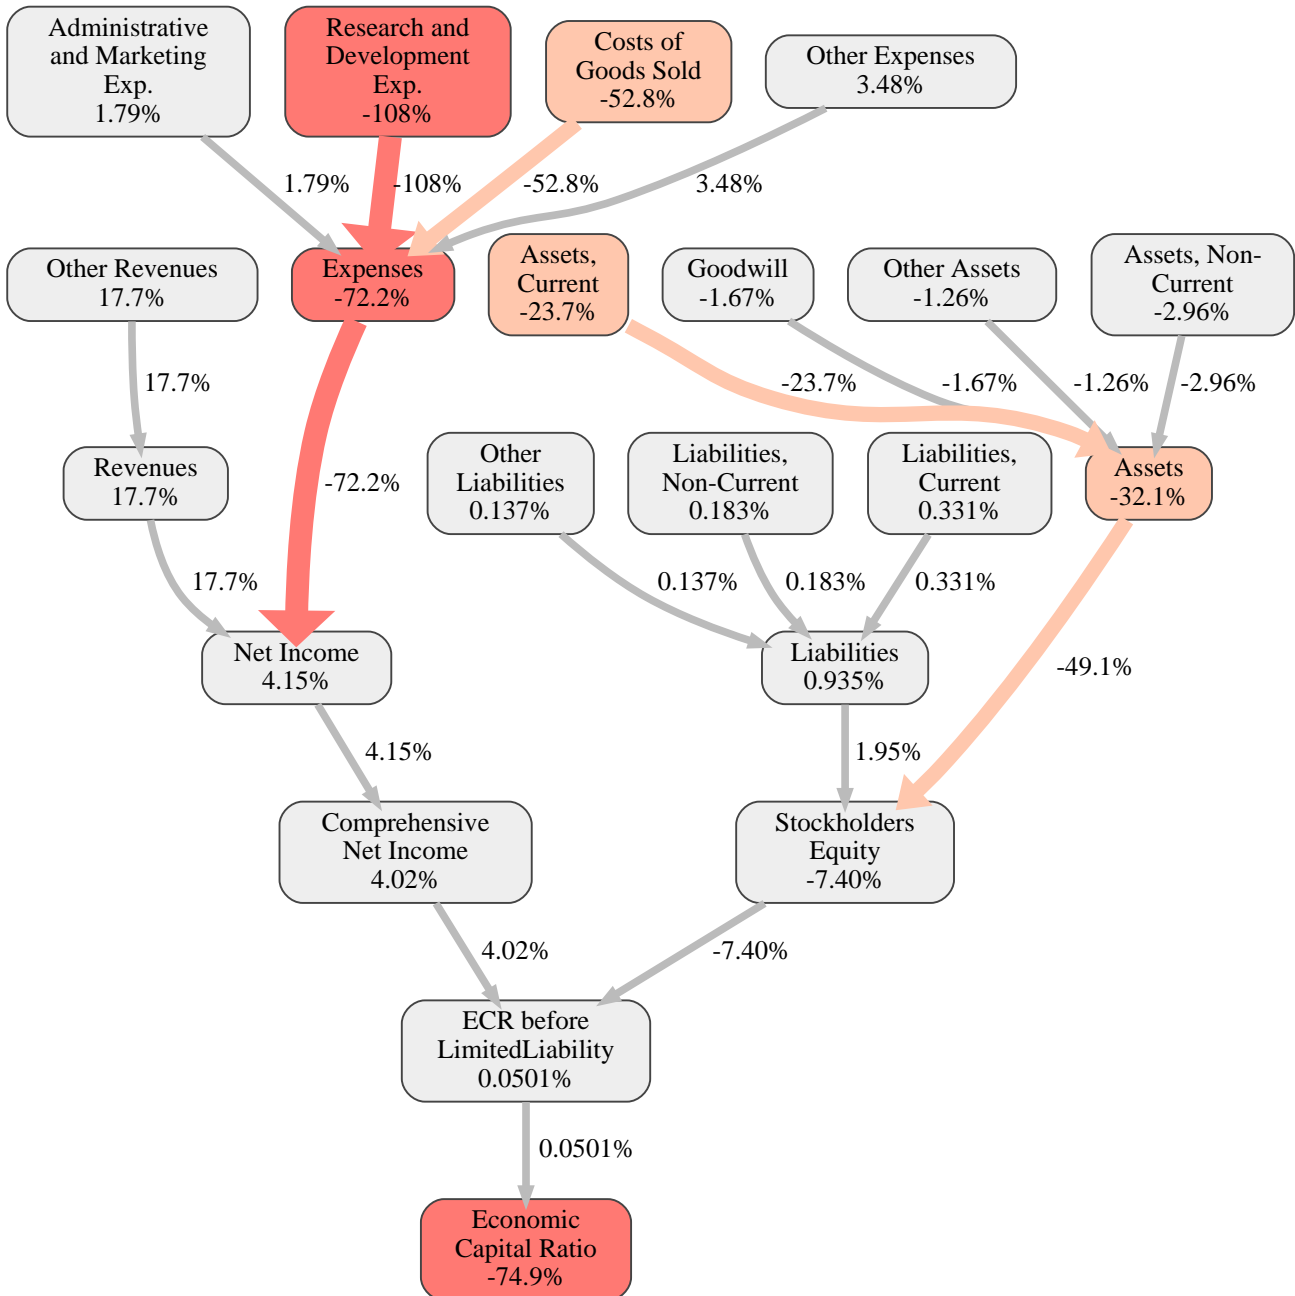 Administrative
and Marketing
Exp.
1.79%
Research and
Development
Exp.
-108%
Costs of
Goods Sold
-52.8%
Other Expenses
3.48%
1.79%
-108%
-52.8%
3.48%
Other Revenues
17.7%
Expenses
-72.2%
Assets,
Current
-23.7%
Goodwill
-1.67%
Other Assets
-1.26%
Assets, Non-
Current
-2.96%
17.7%
-23.7%
-1.67%
-1.26%
-2.96%
Revenues
17.7%
-72.2%
Other
Liabilities
0.137%
Liabilities,
Non-Current
0.183%
Liabilities,
Current
0.331%
Assets
-32.1%
17.7%
0.137%
0.183%
0.331%
Net Income
4.15%
Liabilities
0.935%
-49.1%
4.15%
1.95%
Comprehensive
Net Income
4.02%
Stockholders
Equity
-7.40%
4.02%
-7.40%
ECR before
LimitedLiability
0.0501%
0.0501%
Economic
Capital Ratio
-74.9%